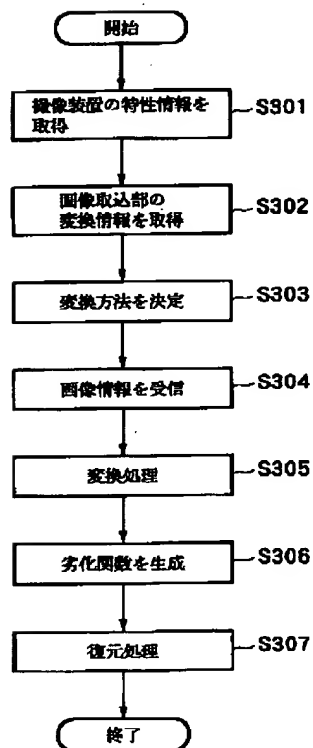 開始
撮像装置の特性情報を
取得
S301
画像取込部の
変換情報を取得
S302
変換方法を決定
S303
画像情報を受信
S304
変換処理
S305
劣化関数を生成
S306
復元処理
S307
終了